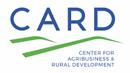 CARD
CENTER FOR
AGRIBUSINESS &
RURAL DEVELOPMENT